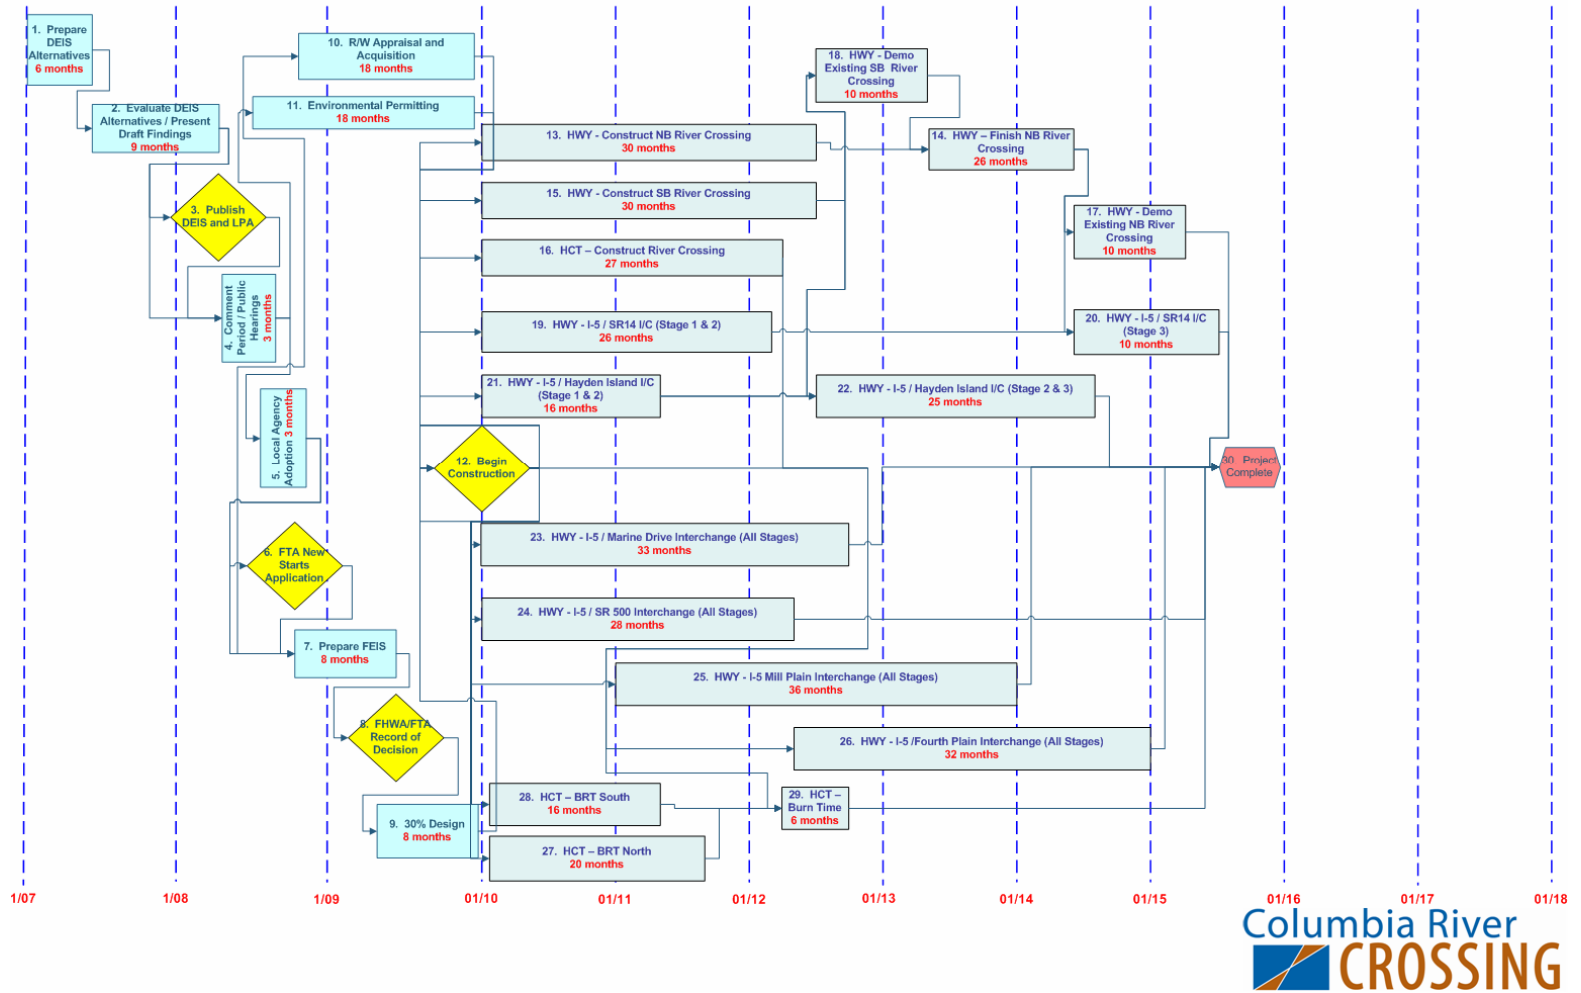 1. Prepare
DEIS
Alternatives
6 months
2. Evaluate DEIS
Alternatives / Present
Draft Findings
9 months
3. Publish
DEIS and LPA
4. Comment
Period / Public
Hearings
3 months
5. Local Agency
Adoption 3 months
6. FTA New
Starts
Application
7. Prepare FEIS
8 months
8. FHWA/FTA
Record of
Decision
9. 30% Design
8 months
10. R/W Appraisal and
Acquisition
18 months
11. Environmental Permitting
18 months
12. Begin
Construction
13. HWY - Construct NB River Crossing
30 months
14. HWY – Finish NB River
Crossing
26 months
15. HWY - Construct SB River Crossing
30 months
16. HCT – Construct River Crossing
27 months
17. HWY - Demo
Existing NB River
Crossing
10 months
18. HWY - Demo
Existing SB River
Crossing
10 months
19. HWY - I-5 / SR14 I/C (Stage 1 & 2)
26 months
20. HWY - I-5 / SR14 I/C
(Stage 3)
10 months
21. HWY - I-5 / Hayden Island I/C
(Stage 1 & 2)
16 months
22. HWY - I-5 / Hayden Island I/C (Stage 2 & 3)
25 months
23. HWY - I-5 / Marine Drive Interchange (All Stages)
33 months
24. HWY - I-5 / SR 500 Interchange (All Stages)
28 months
25. HWY - I-5 Mill Plain Interchange (All Stages)
36 months
26. HWY - I-5 /Fourth Plain Interchange (All Stages)
32 months
28. HCT – BRT South
16 months
27. HCT – BRT North
20 months
29. HCT –
Burn Time
6 months
30. Project
Complete
1/07
1/08
1/09
01/10
01/11
01/12
01/13
01/14
01/15
01/16
01/17
01/18
Columbia River
CROSSING